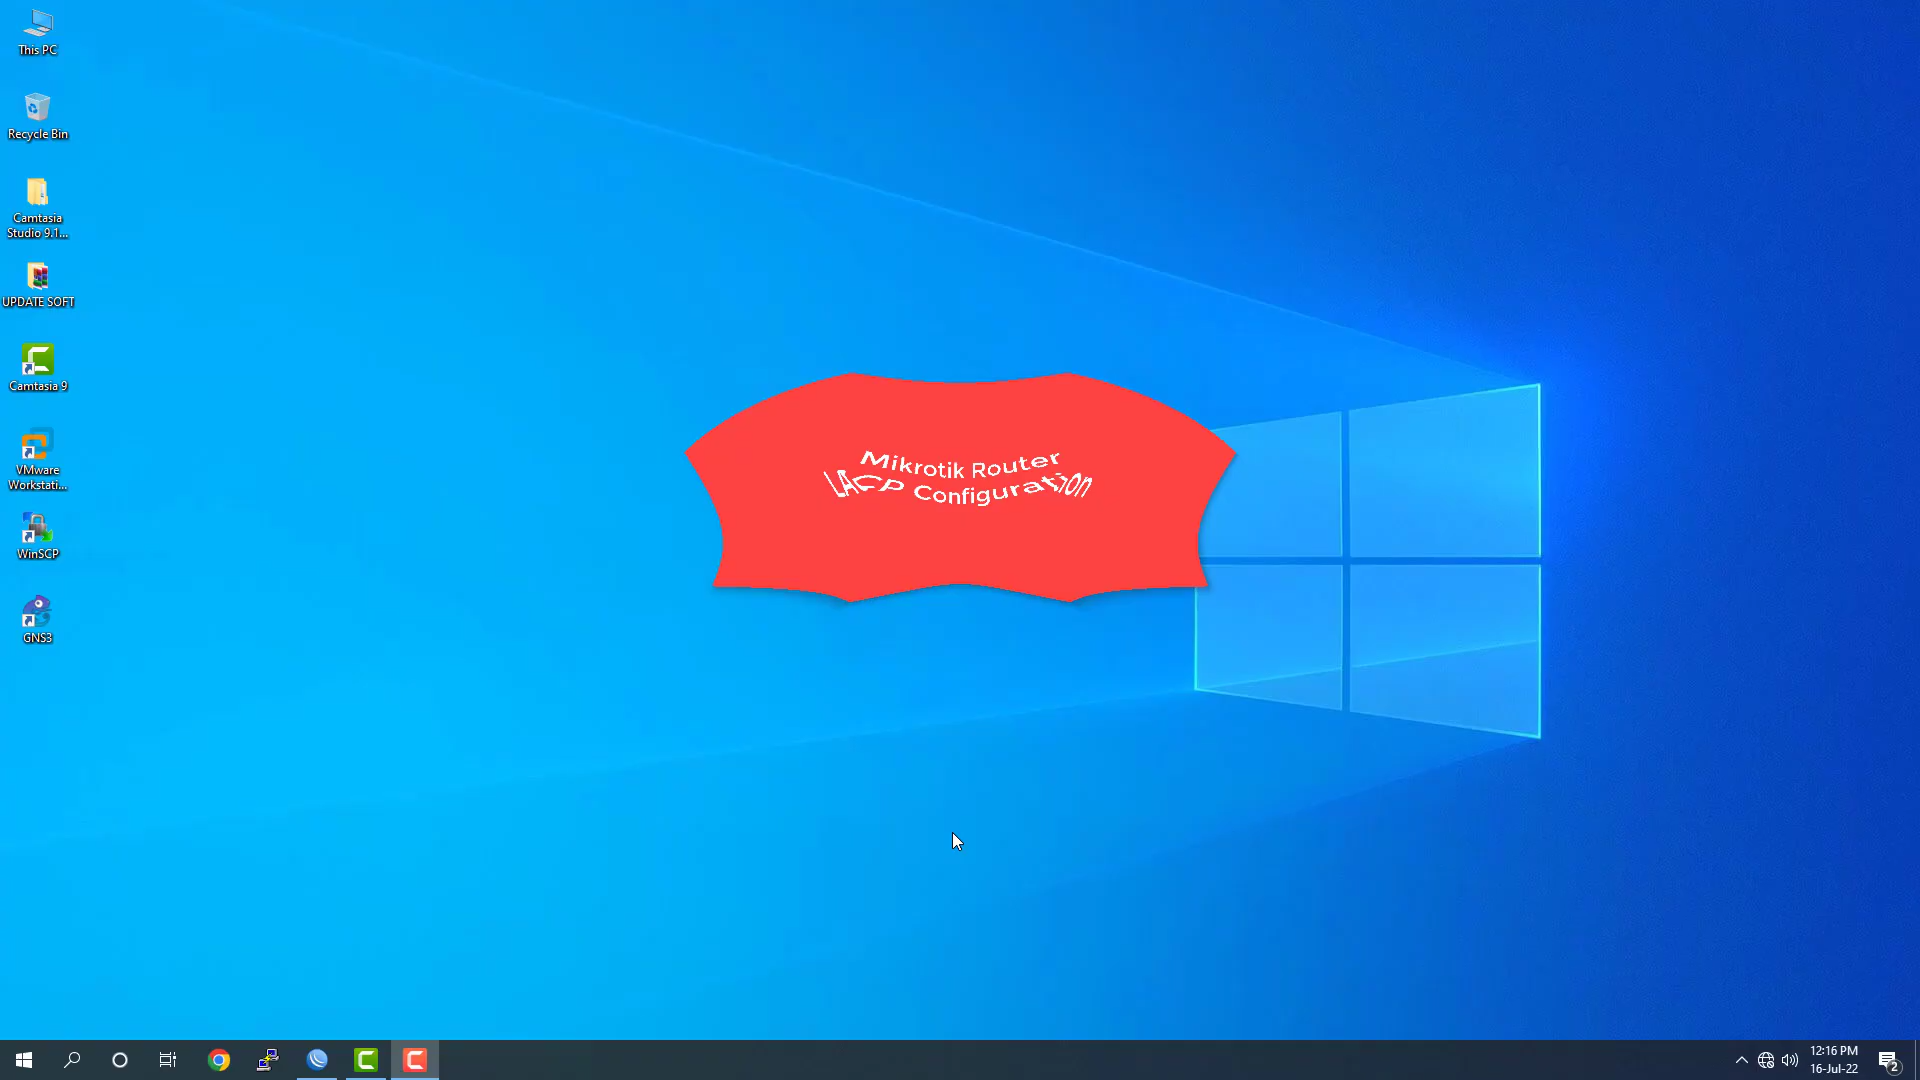 This PC
Recycle Bin
Camtasia
Studio 9.1...
UPDATE SOFT
Camtasia 9
VMware
Workstati...
WinSCP
GNS3
Mikrotik Router
LACP Configuration
12:16 PM
16-Jul-22
2